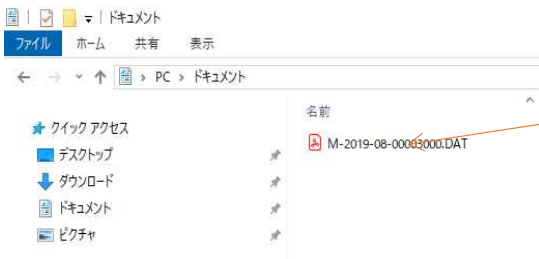 ドキュメント
ファイル ホーム 共有 表示
PC › ドキュメント
名前
クイック アクセス
M-2019-08-00003000.DAT
デスクトップ
ダウンロード
ドキュメント
ピクチャ